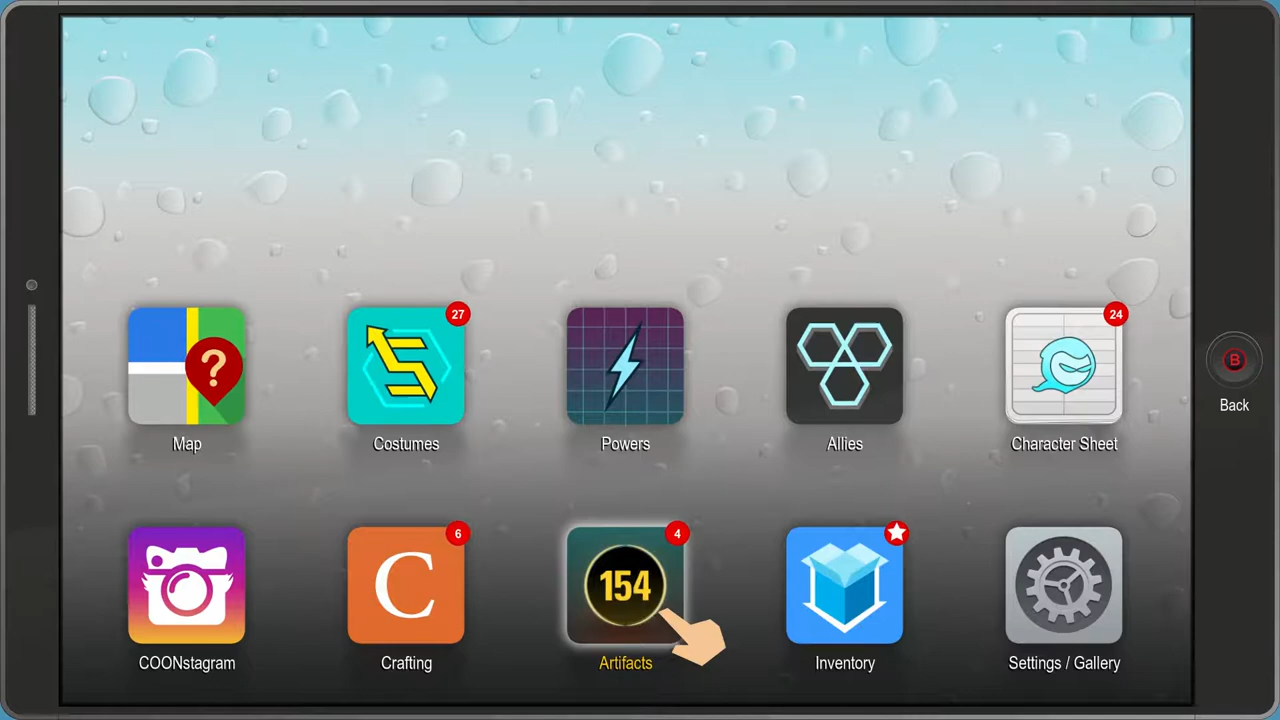 27
24
?
B
Back
Map
Costumes
Powers
Allies
Character Sheet
6
4
C
154
COONstagram
Crafting
Artifacts
Inventory
Settings / Gallery